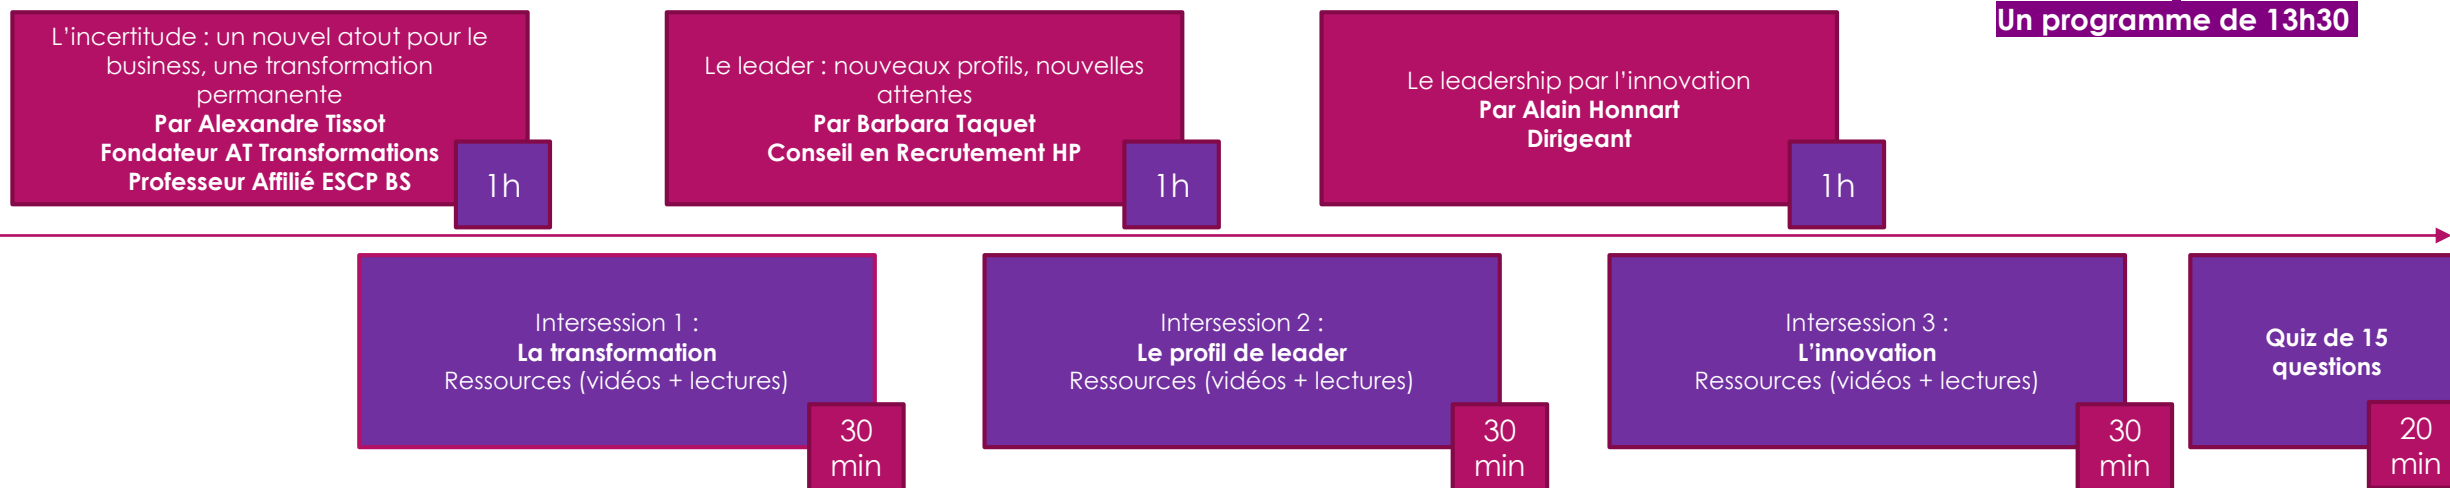 Un programme de 13h30
L'incertitude : un nouvel atout pour le
business, une transformation
permanente
Par Alexandre Tissot
Fondateur AT Transformations
Professeur Affilié ESCP BS
1h
Le leader : nouveaux profils, nouvelles
attentes
Par Barbara Taquet
Conseil en Recrutement HP
1h
Le leadership par l'innovation
Par Alain Honnart
Dirigeant
1h
Intersession 1 :
La transformation
Ressources (vidéos + lectures)
30
min
Intersession 2 :
Le profil de leader
Ressources (vidéos + lectures)
30
min
Intersession 3 :
L'innovation
Ressources (vidéos + lectures)
30
min
Quiz de 15
questions
20
min